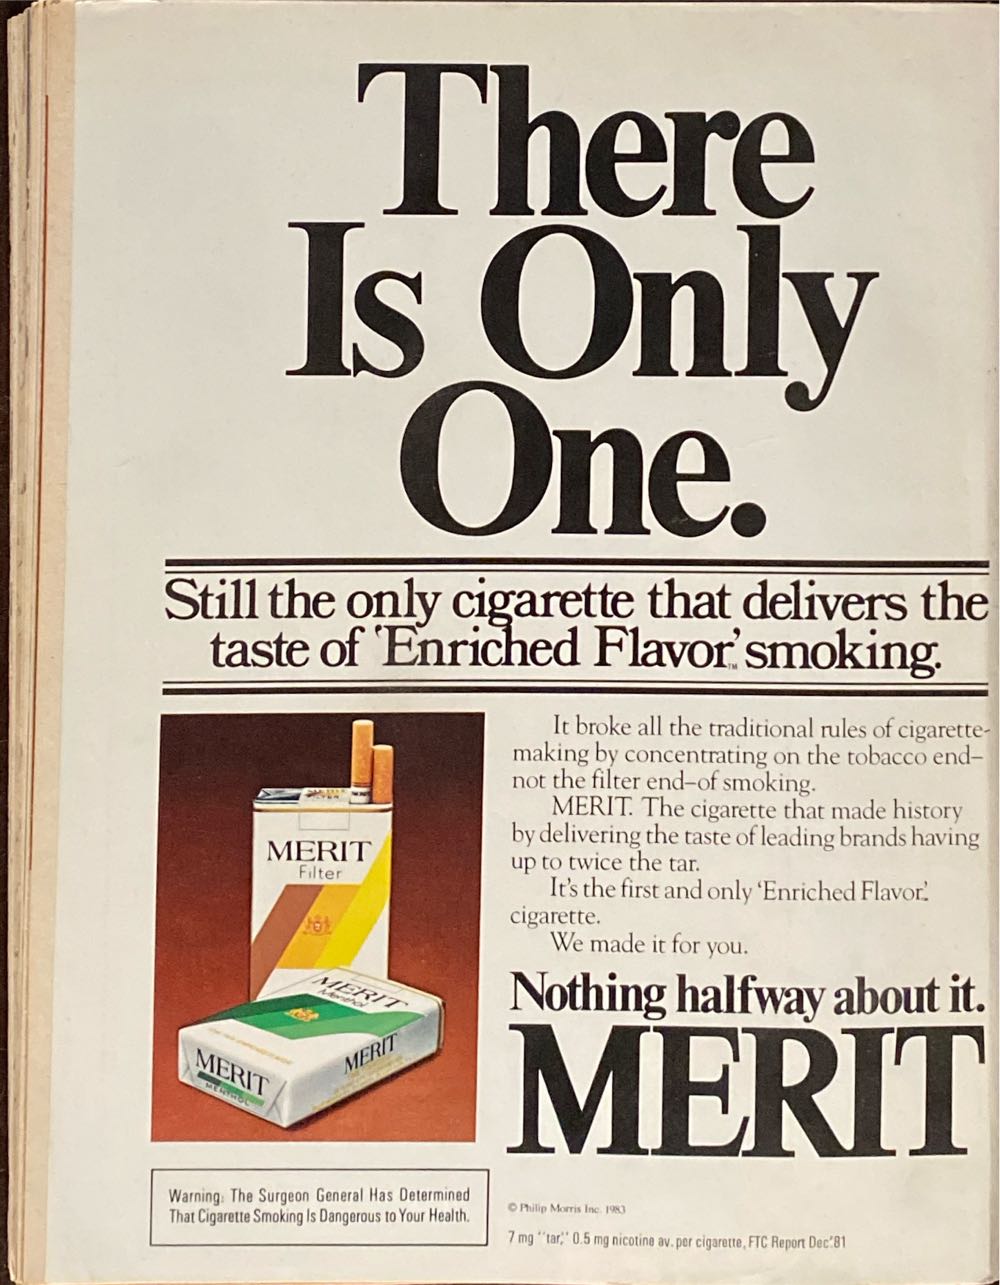 There
Is Only
One.
Still the only cigarette that delivers the
taste of 'Enriched Flavor,'™ smoking.
It broke all the traditional rules of cigarette-
making by concentrating on the tobacco end–
not the filter end–of smoking.
MERIT. The cigarette that made history
by delivering the taste of leading brands having
up to twice the tar.
It's the first and only 'Enriched Flavor.'
cigarette.
We made it for you.
Nothing halfway about it.
MERIT
MERIT
Filter
MERIT
Menthol
MERIT
MERIT
MENTHOL
Warning: The Surgeon General Has Determined
That Cigarette Smoking Is Dangerous to Your Health.
© Philip Morris Inc. 1983
7 mg "tar," 0.5 mg nicotine av. per cigarette, FTC Report Dec.'81